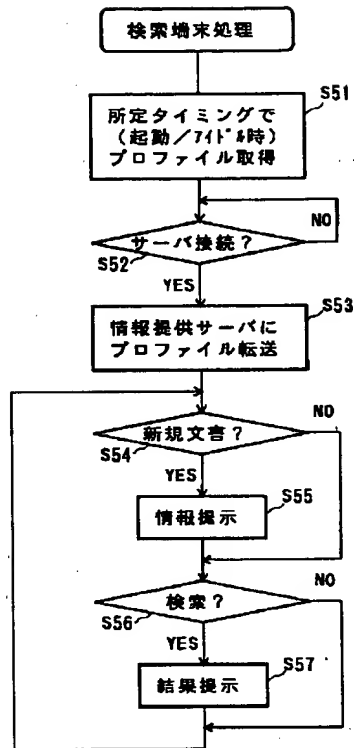 検索端末処理
S51
所定タイミングで
(起動/ｱｲﾄﾞﾙ時)
プロファイル取得
NO
サーバ接続?
S52
YES
S53
情報提供サーバに
プロファイル転送
NO
新規文書?
S54
YES
S55
情報提示
NO
検索?
S56
YES
S57
結果提示